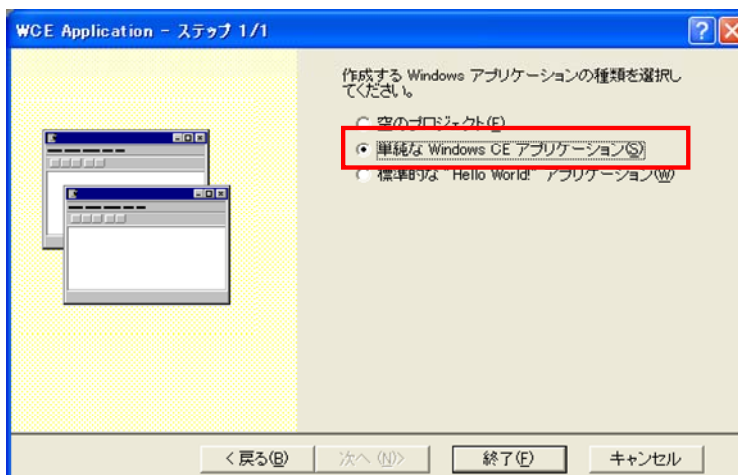 WCE Application - ステップ 1/1
作成する Windows アプリケーションの種類を選択し
てください。
空のプロジェクト(E)
単純な Windows CE アプリケーション(S)
標準的な "Hello World!" アプリケーション(W)
< 戻る(B)
次へ (N)>
終了(F)
キャンセル